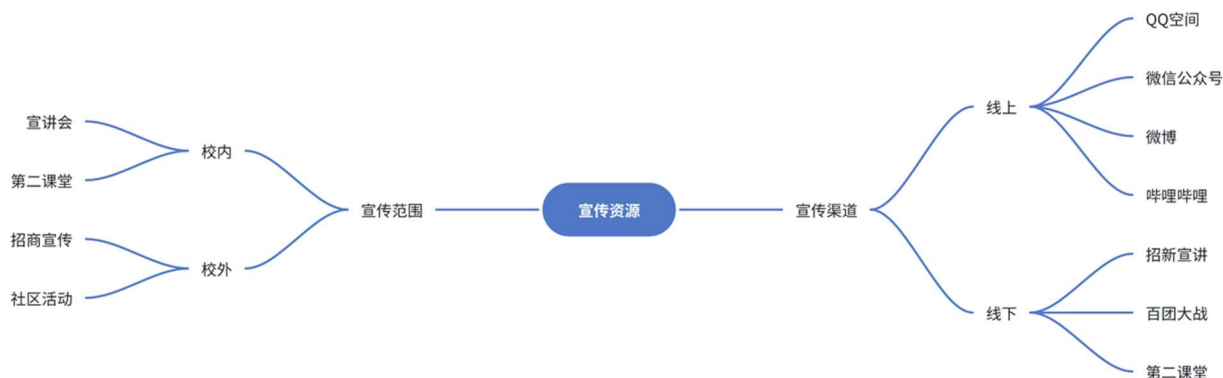 宣传资源
宣传范围
校内
宣讲会
第二课堂
校外
招商宣传
社区活动
宣传渠道
线上
QQ空间
微信公众号
微博
哔哩哔哩
线下
招新宣讲
百团大战
第二课堂